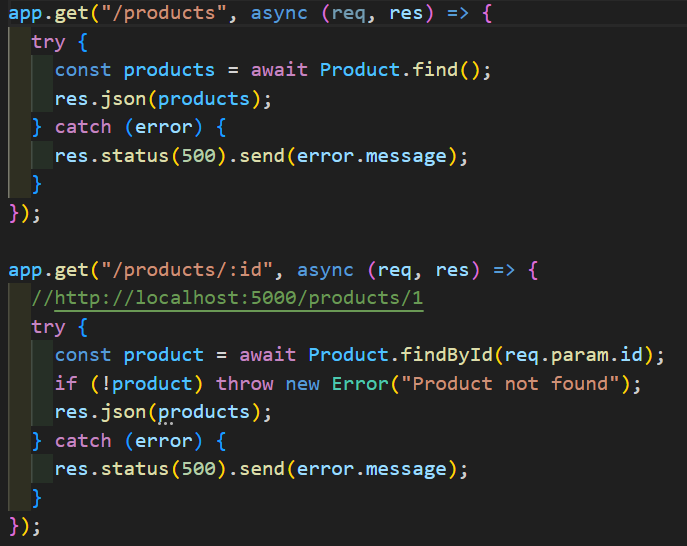 app.get("/products", async (req, res) => {
  try {
    const products = await Product.find();
    res.json(products);
  } catch (error) {
    res.status(500).send(error.message);
  }
});

app.get("/products/:id", async (req, res) => {
  //http://localhost:5000/products/1
  try {
    const product = await Product.findById(req.param.id);
    if (!product) throw new Error("Product not found");
    res.json(products);
  } catch (error) {
    res.status(500).send(error.message);
  }
});